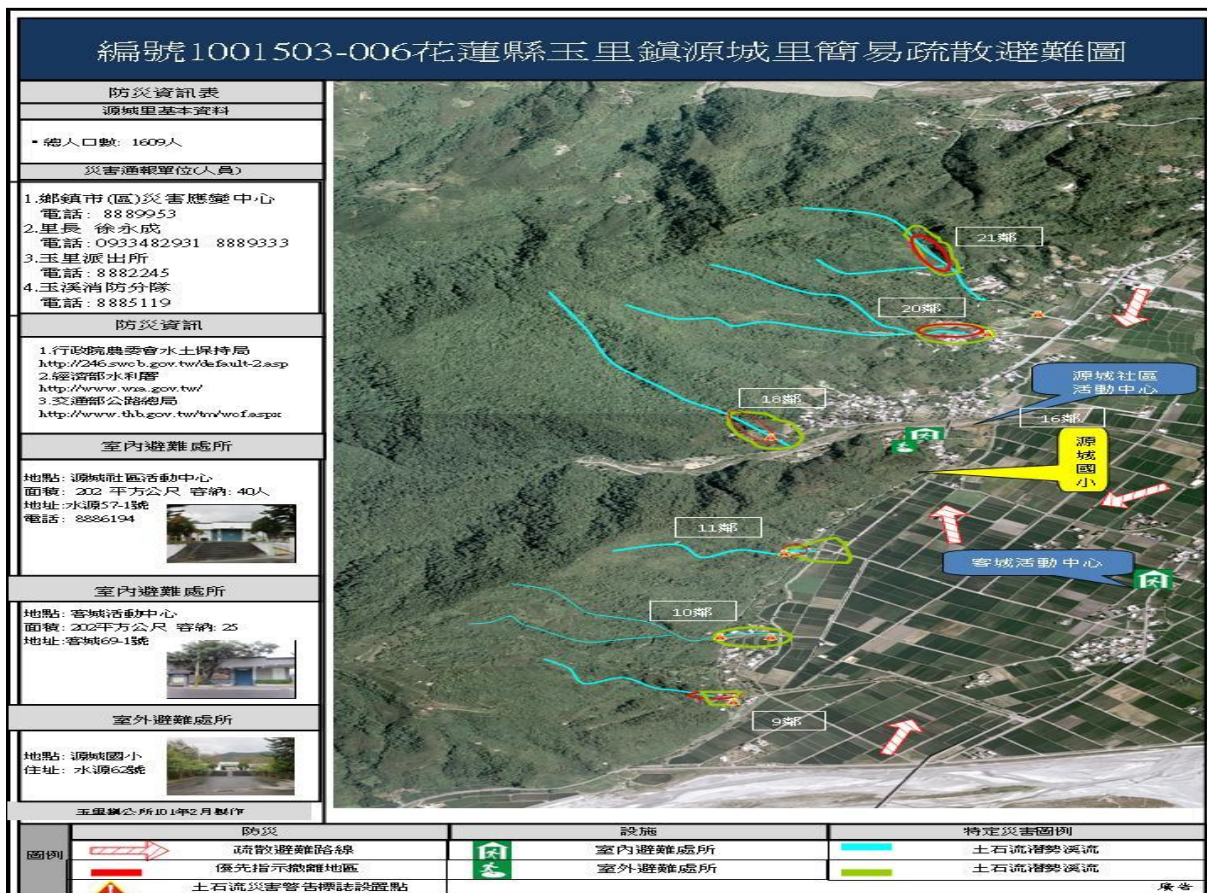 編號1001503-006花蓮縣玉里鎮源城里簡易疏散避難圖
防災資訊表
源城里基本資料
• 總人口數: 1609人
災害通報單位(人員)
1.鄉鎮市(區)災害應變中心
電話: 8889953
2.里長 徐永成
電話:0933482931 8889333
3.玉里派出所
電話:8882245
4.玉溪消防分隊
電話:8885119
防災資訊
1.行政院農委會水土保持局
http://246.swcb.gov.tw/default-2.asp
2.經濟部水利署
http://www.wra.gov.tw/
3.交通部公路總局
http://www.thb.gov.tw/tm/wcf.aspx
室內避難處所
地點: 源城社區活動中心
面積: 202 平方公尺 容納: 40人
地址:水源57-1號
電話: 8886194
室內避難處所
地點: 客城活動中心
面積: 202平方公尺 容納: 25
地址:客城69-1號
室外避難處所
地點: 源城國小
住址: 水源62號
玉里鎮公所101年2月製作
21鄰
20鄰
源城社區
活動中心
18鄰
16鄰
源城國小
11鄰
客城活動中心
10鄰
9鄰
圖例
防災
設施
特定災害圖例
疏散避難路線
室內避難處所
土石流潛勢溪流
優先指示撤離地區
室外避難處所
土石流潛勢溪流
土石流災害警告標誌設置點
廣告